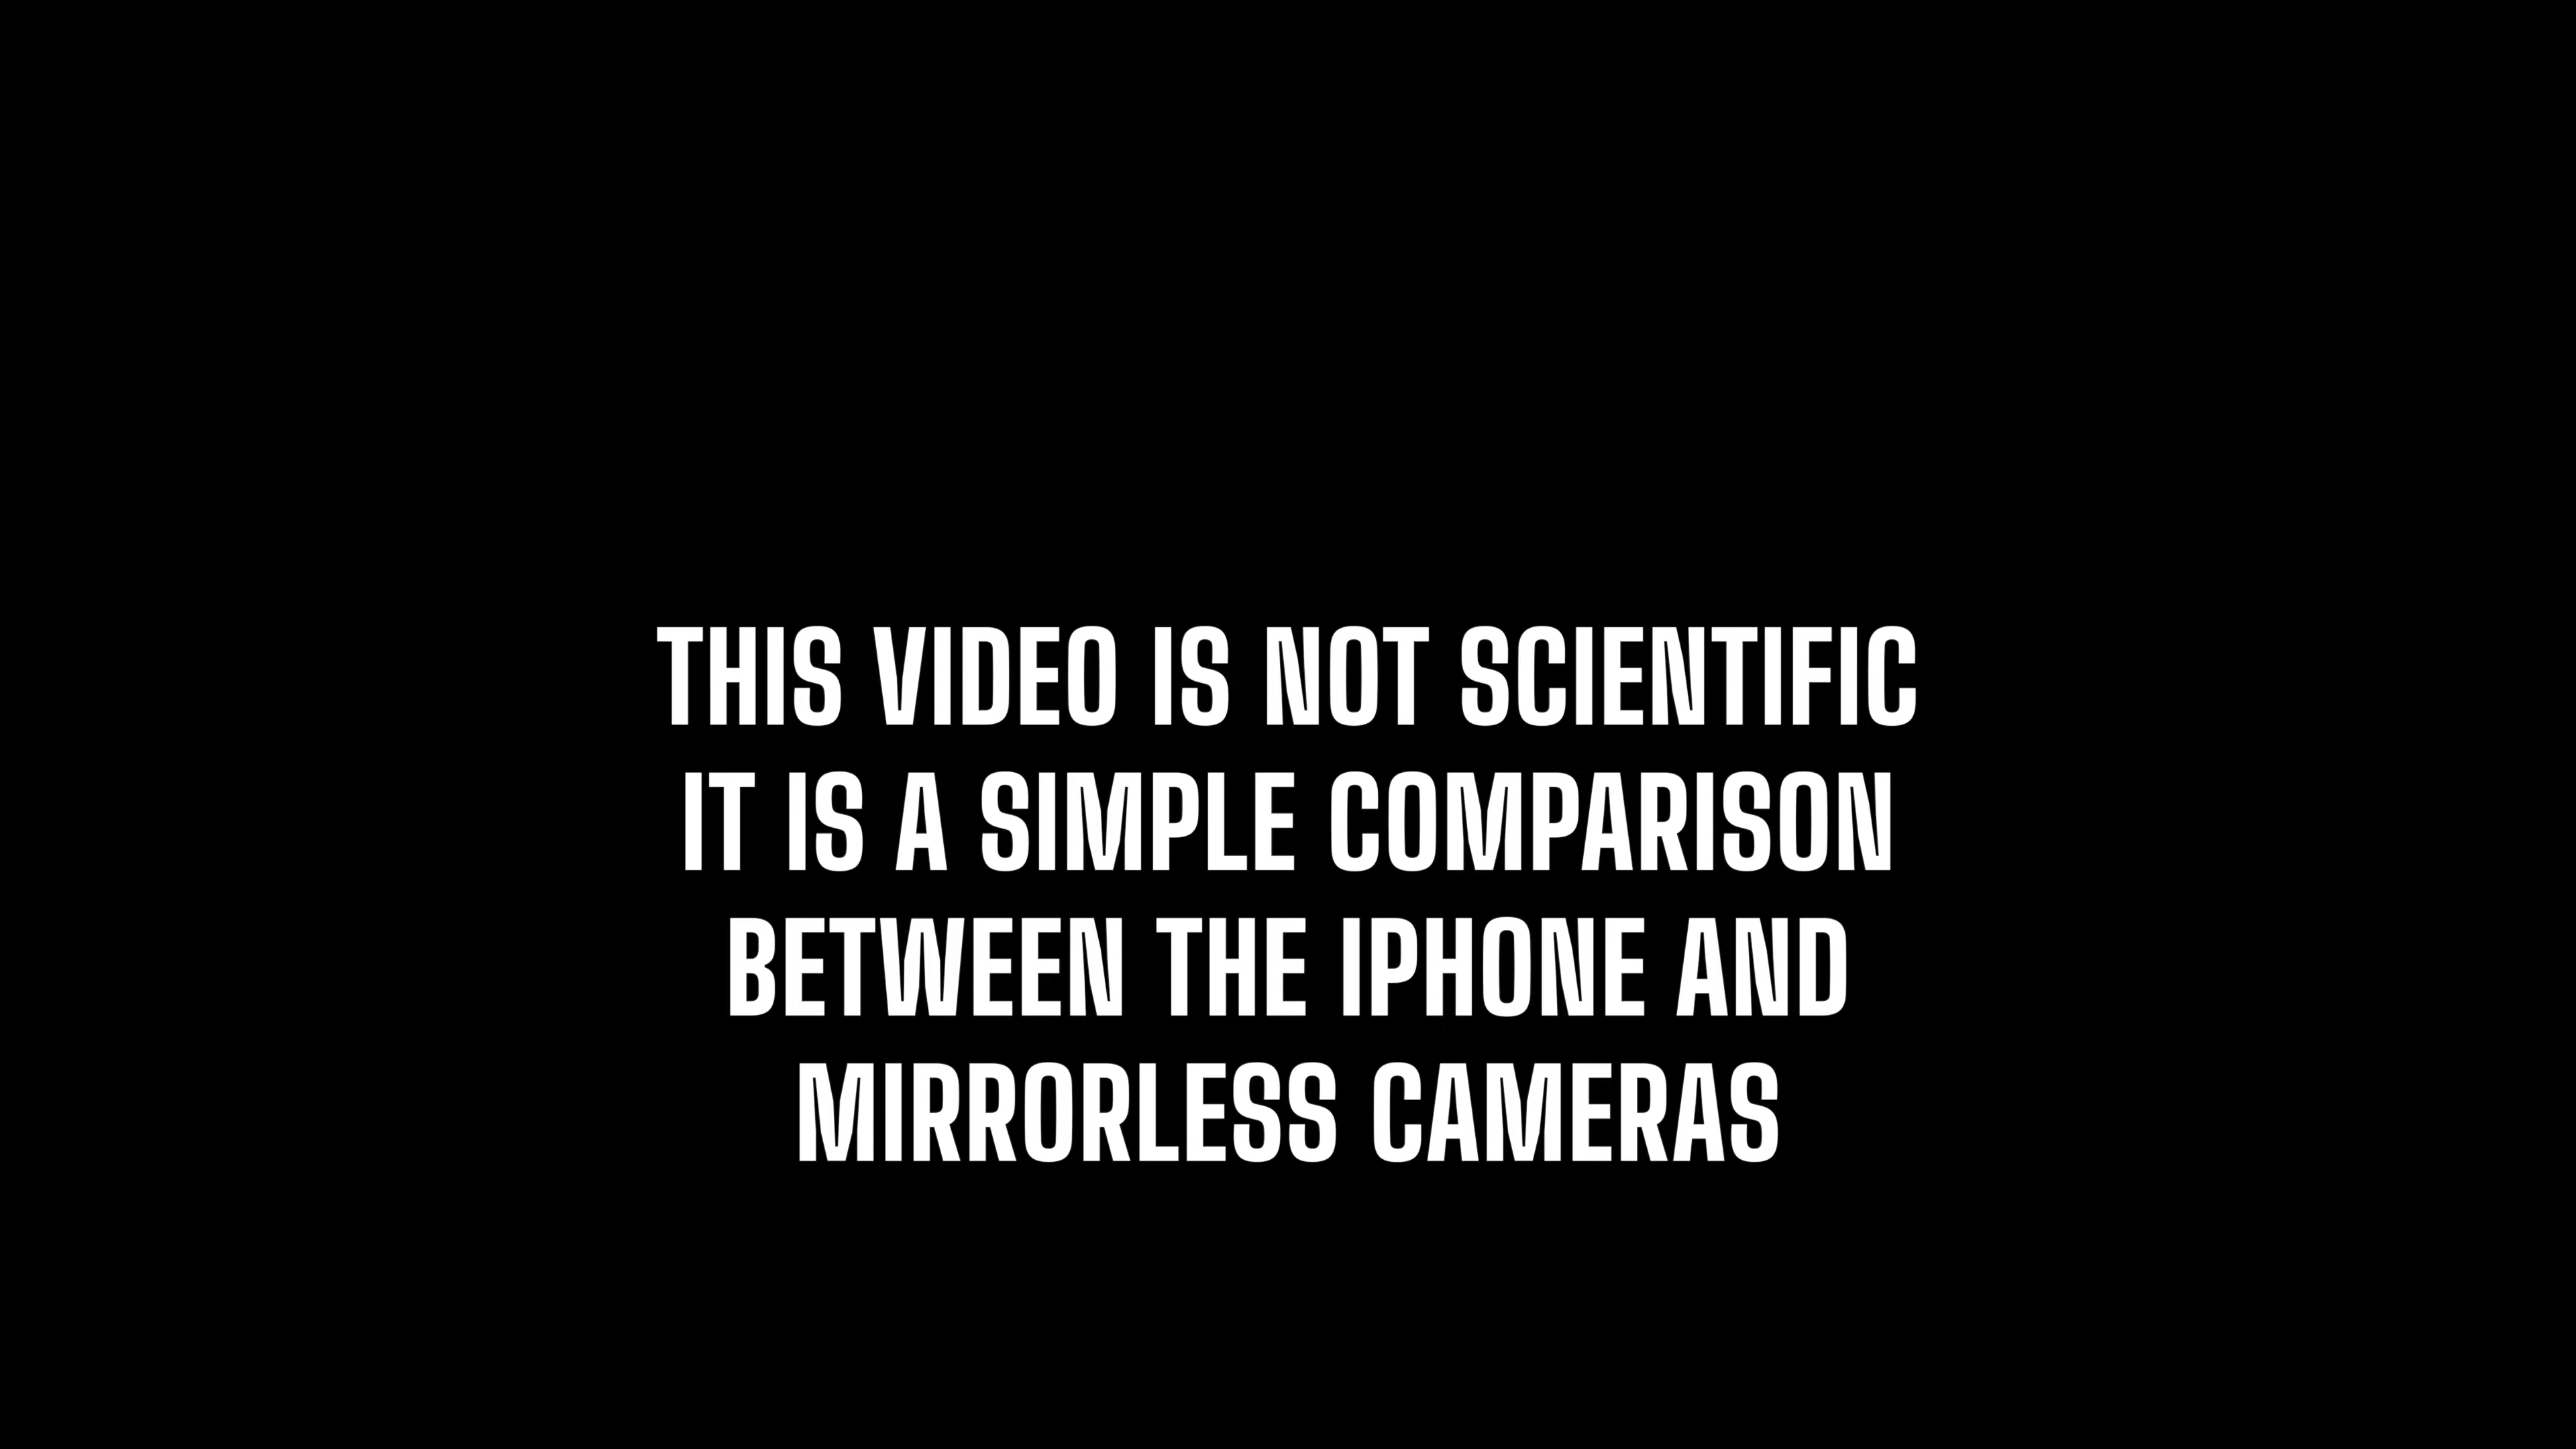 THIS VIDEO IS NOT SCIENTIFIC
IT IS A SIMPLE COMPARISON
BETWEEN THE IPHONE AND
MIRRORLESS CAMERAS